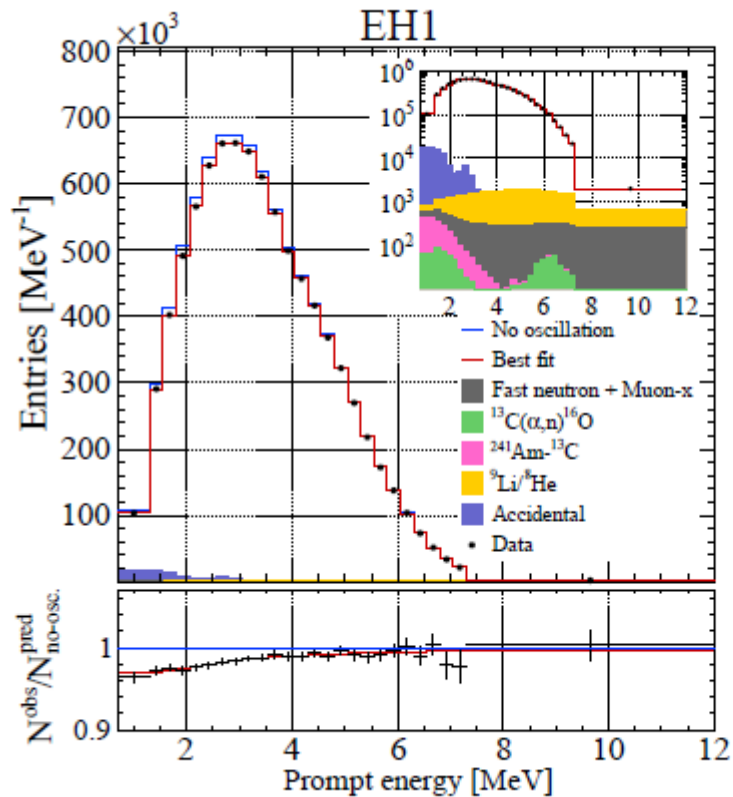 EH1
×10³
800
700
600
500
400
300
200
100
Entries [MeV⁻¹]
10⁶
10⁵
10⁴
10³
10²
2 4 6 8 10 12
No oscillation
Best fit
Fast neutron + Muon-x
¹³C(α,n)¹⁶O
²⁴¹Am-¹³C
⁹Li/⁸He
Accidental
Data
N^obs/N^pred_no-osc.
1
0.9
2 4 6 8 10 12
Prompt energy [MeV]